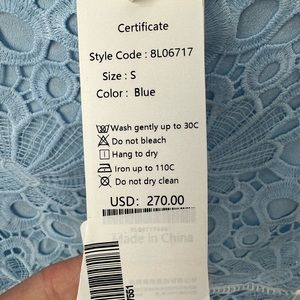 Certificate
Style Code : 8L06717
Size : S
Color : Blue
Wash gently up to 30C
Do not bleach
Hang to dry
Iron up to 110C
Do not dry clean
USD: 270.00
Made in China